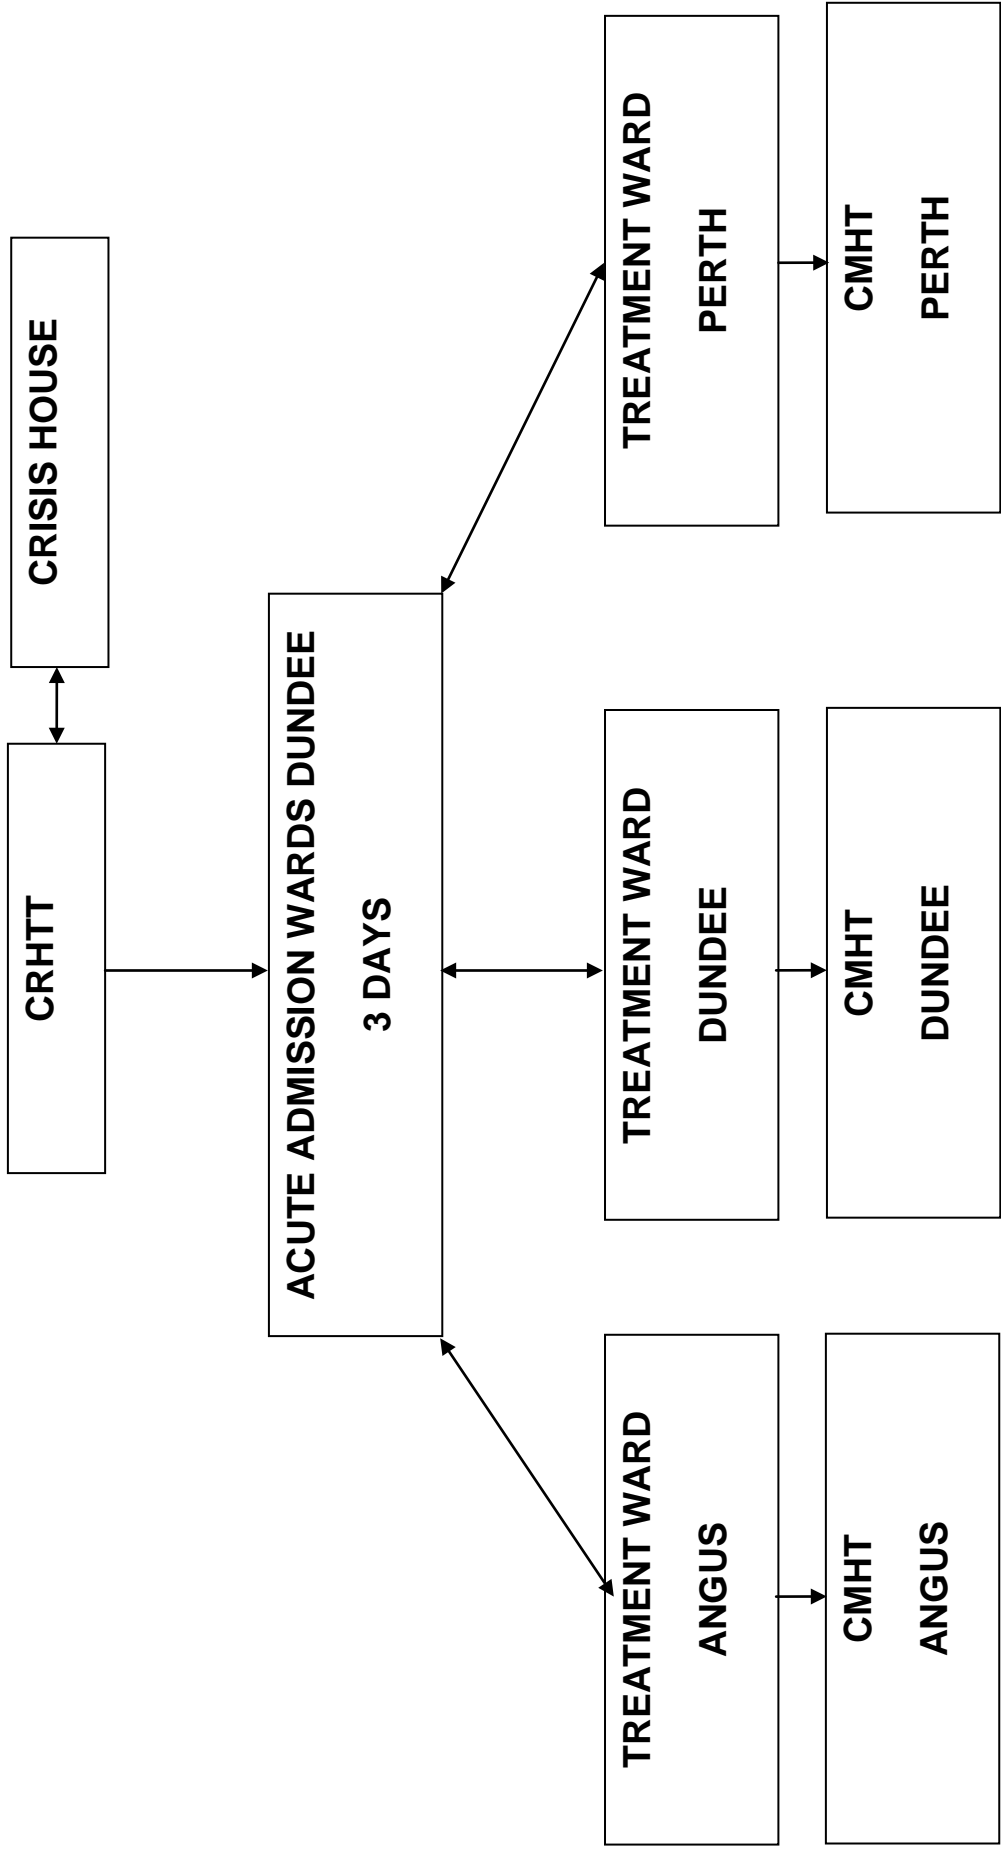 CRHTT
CRISIS HOUSE
ACUTE ADMISSION WARDS DUNDEE
3 DAYS
TREATMENT WARD
ANGUS
TREATMENT WARD
DUNDEE
TREATMENT WARD
PERTH
CMHT
ANGUS
CMHT
DUNDEE
CMHT
PERTH